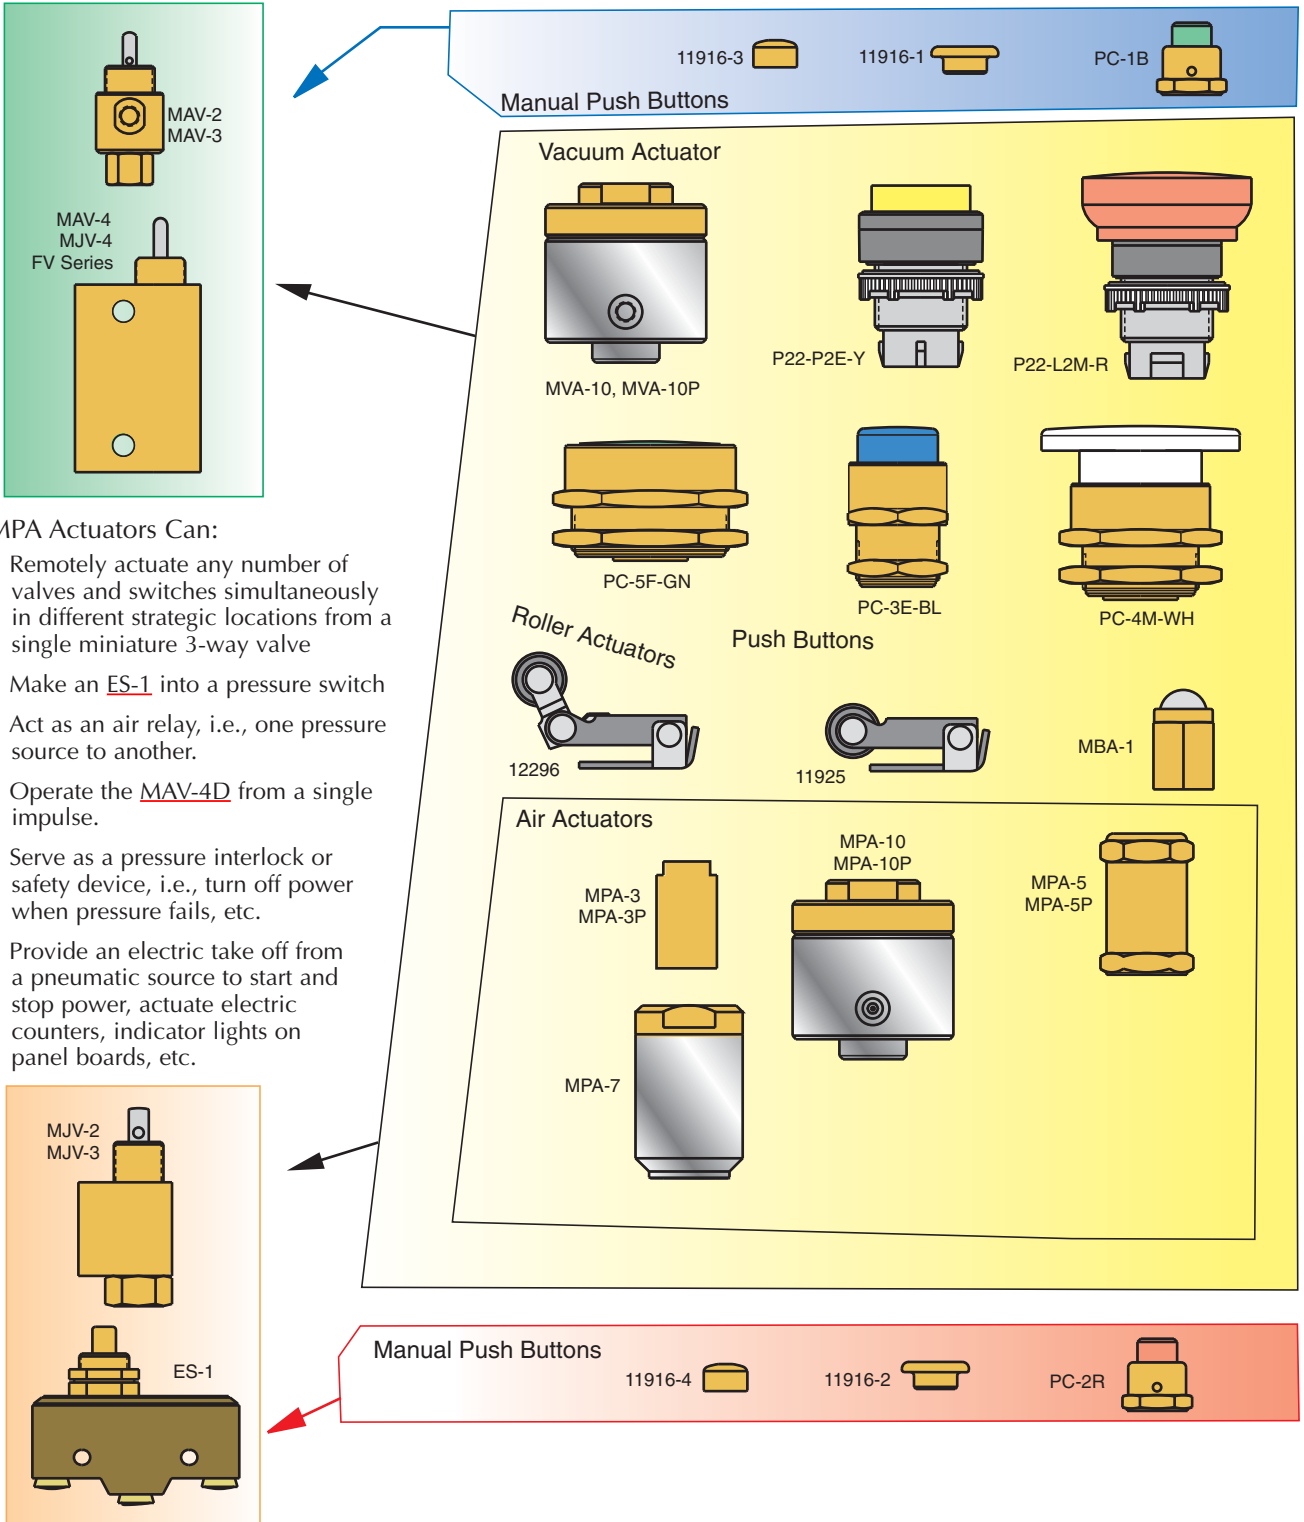 MAV-2
MAV-3
MAV-4
MJV-4
FV Series
11916-3
11916-1
PC-1B
Manual Push Buttons
Vacuum Actuator
MVA-10, MVA-10P
P22-P2E-Y
P22-L2M-R
PC-5F-GN
PC-3E-BL
PC-4M-WH
Roller Actuators
Push Buttons
12296
11925
MBA-1
Air Actuators
MPA-3
MPA-3P
MPA-10
MPA-10P
MPA-5
MPA-5P
MPA-7
MPA Actuators Can:
Remotely actuate any number of
valves and switches simultaneously
in different strategic locations from a
single miniature 3-way valve
Make an ES-1 into a pressure switch
Act as an air relay, i.e., one pressure
source to another.
Operate the MAV-4D from a single
impulse.
Serve as a pressure interlock or
safety device, i.e., turn off power
when pressure fails, etc.
Provide an electric take off from
a pneumatic source to start and
stop power, actuate electric
counters, indicator lights on
panel boards, etc.
MJV-2
MJV-3
ES-1
Manual Push Buttons
11916-4
11916-2
PC-2R